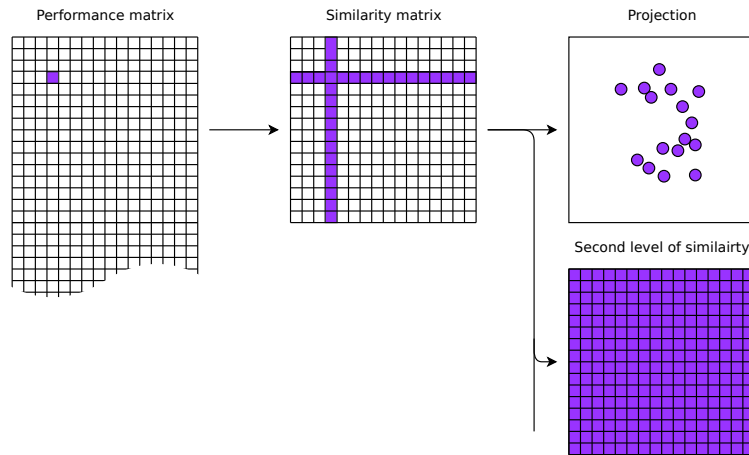 Performance matrix
Similarity matrix
Projection
Second level of similairty